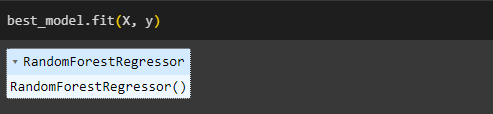 best_model.fit(X, y)
RandomForestRegressor
RandomForestRegressor()